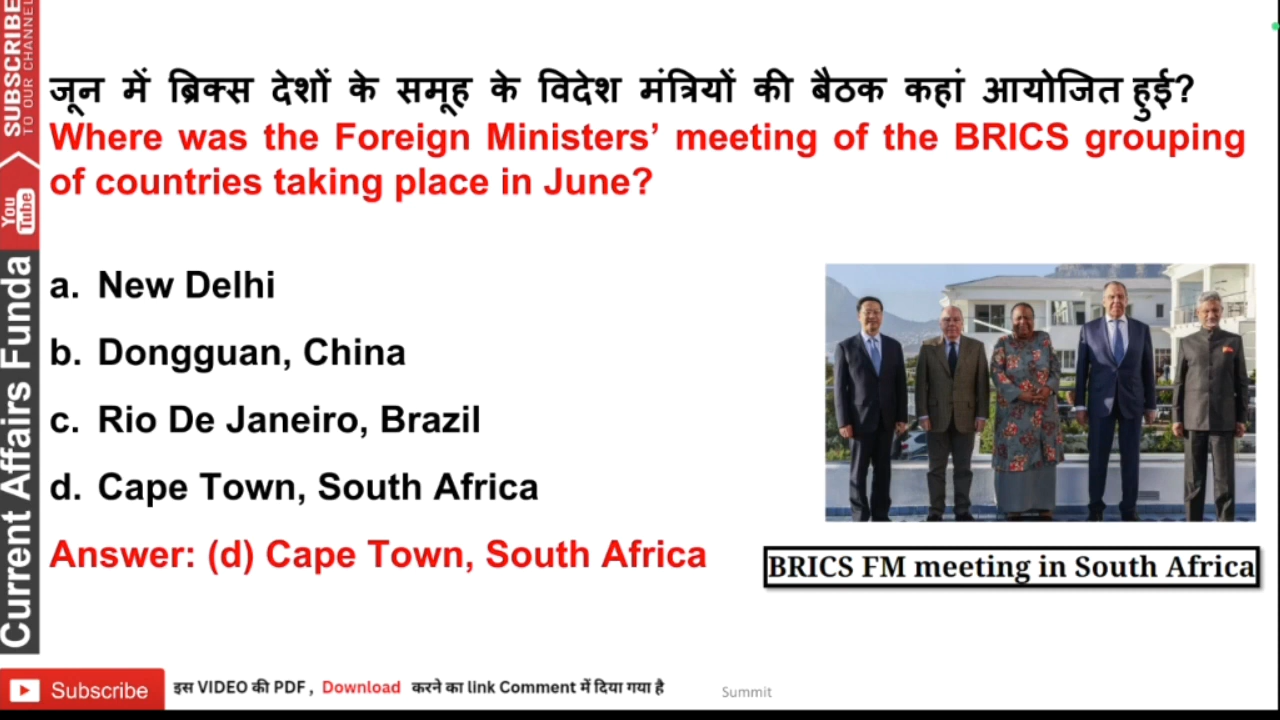 SUBSCRIBE
TO OUR CHANNEL
You
Tube
Current Affairs Funda
जून में ब्रिक्स देशों के समूह के विदेश मंत्रियों की बैठक कहां आयोजित हुई?
Where was the Foreign Ministers’ meeting of the BRICS grouping
of countries taking place in June?
a. New Delhi
b. Dongguan, China
c. Rio De Janeiro, Brazil
d. Cape Town, South Africa
Answer: (d) Cape Town, South Africa
BRICS FM meeting in South Africa
Subscribe
इस VIDEO की PDF , Download करने का link Comment में दिया गया है
Summit